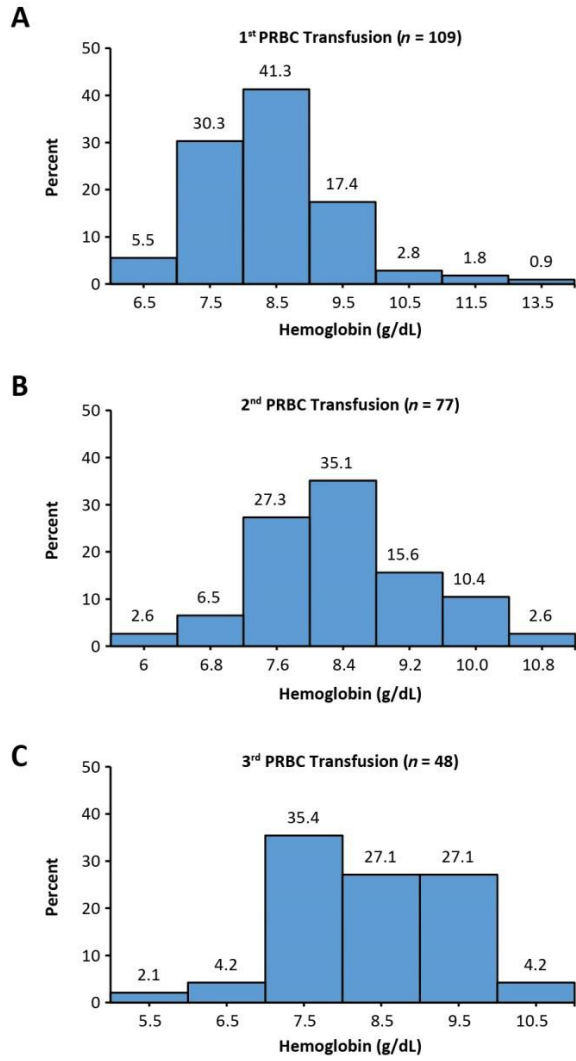 A
1st PRBC Transfusion (n = 109)
50
40
30
20
10
0
Percent
5.5
30.3
41.3
17.4
2.8
1.8
0.9
6.5 7.5 8.5 9.5 10.5 11.5 13.5
Hemoglobin (g/dL)
B
2nd PRBC Transfusion (n = 77)
50
40
30
20
10
0
Percent
2.6
6.5
27.3
35.1
15.6
10.4
2.6
6 6.8 7.6 8.4 9.2 10.0 10.8
Hemoglobin (g/dL)
C
3rd PRBC Transfusion (n = 48)
50
40
30
20
10
0
Percent
2.1
4.2
35.4
27.1
27.1
4.2
5.5 6.5 7.5 8.5 9.5 10.5
Hemoglobin (g/dL)